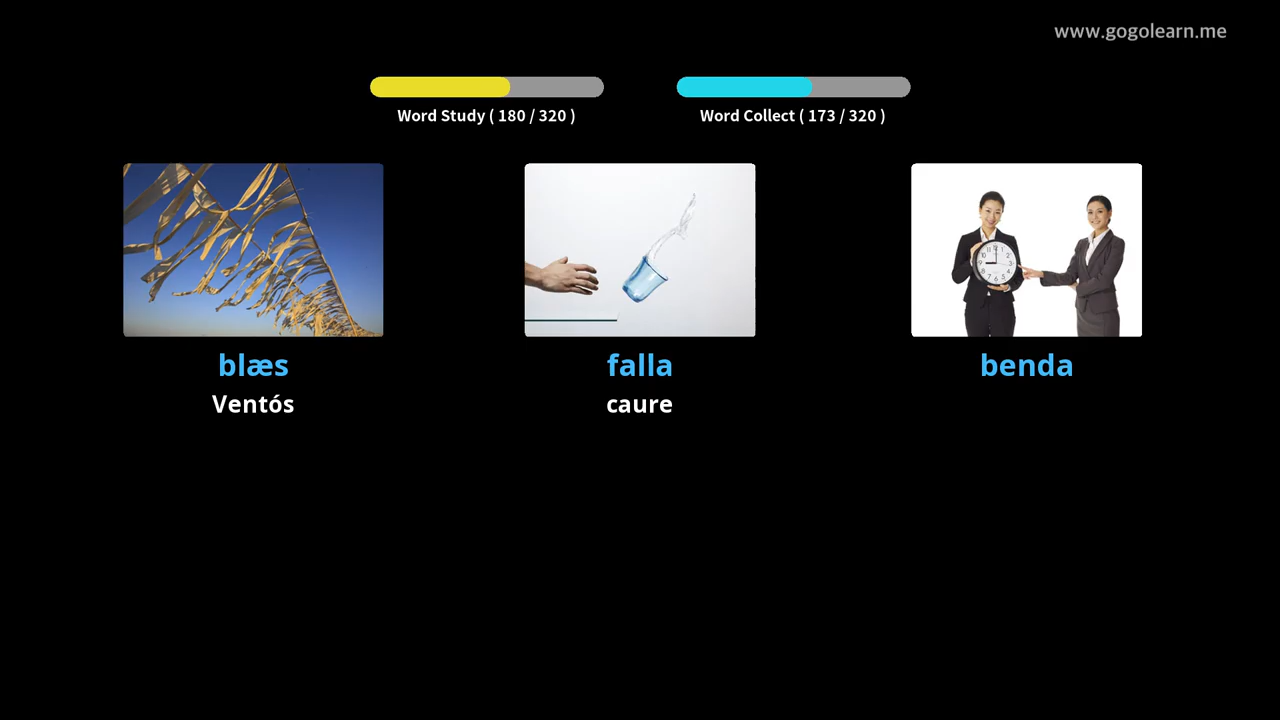 www.gogolearn.me
Word Study ( 180 / 320 )
Word Collect ( 173 / 320 )
blæs
falla
benda
Ventós
caure